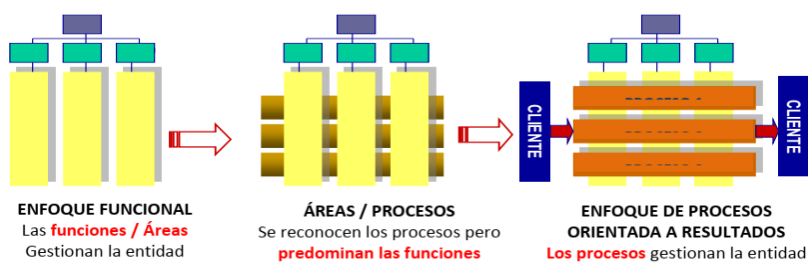 CLIENTE
CLIENTE
ENFOQUE FUNCIONAL
Las funciones / Áreas
Gestionan la entidad
ÁREAS / PROCESOS
Se reconocen los procesos pero
predominan las funciones
ENFOQUE DE PROCESOS
ORIENTADA A RESULTADOS
Los procesos gestionan la entidad